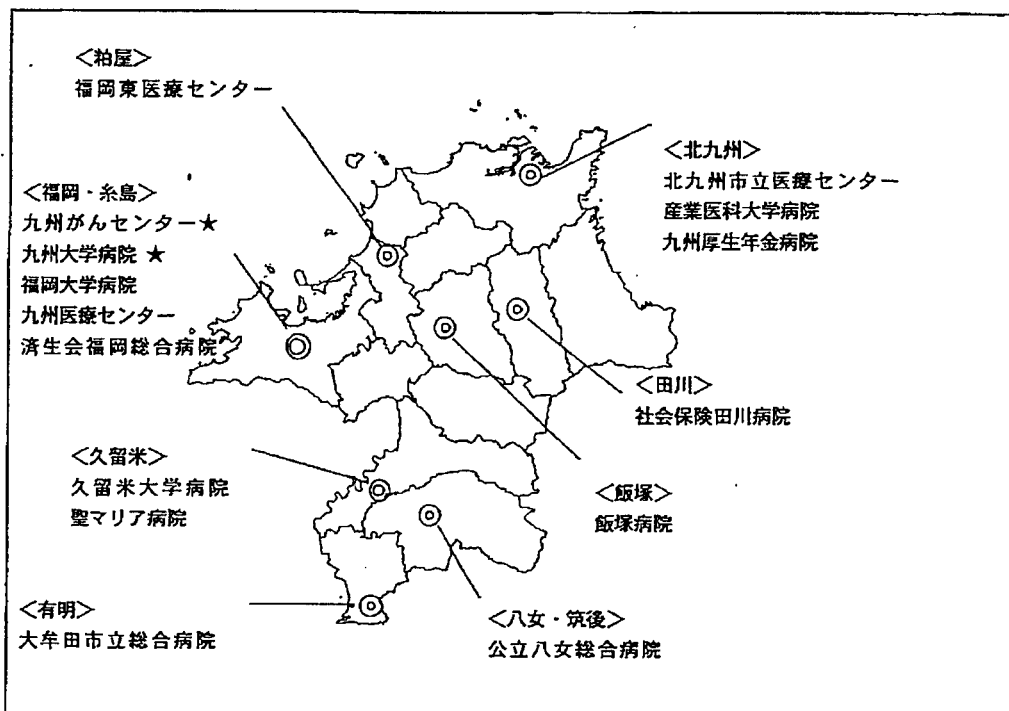 <粕屋>
福岡東医療センター
<福岡・糸島>
九州がんセンター★
九州大学病院 ★
福岡大学病院
九州医療センター
済生会福岡総合病院
<北九州>
北九州市立医療センター
産業医科大学病院
九州厚生年金病院
<田川>
社会保険田川病院
<飯塚>
飯塚病院
<久留米>
久留米大学病院
聖マリア病院
<八女・筑後>
公立八女総合病院
<有明>
大牟田市立総合病院